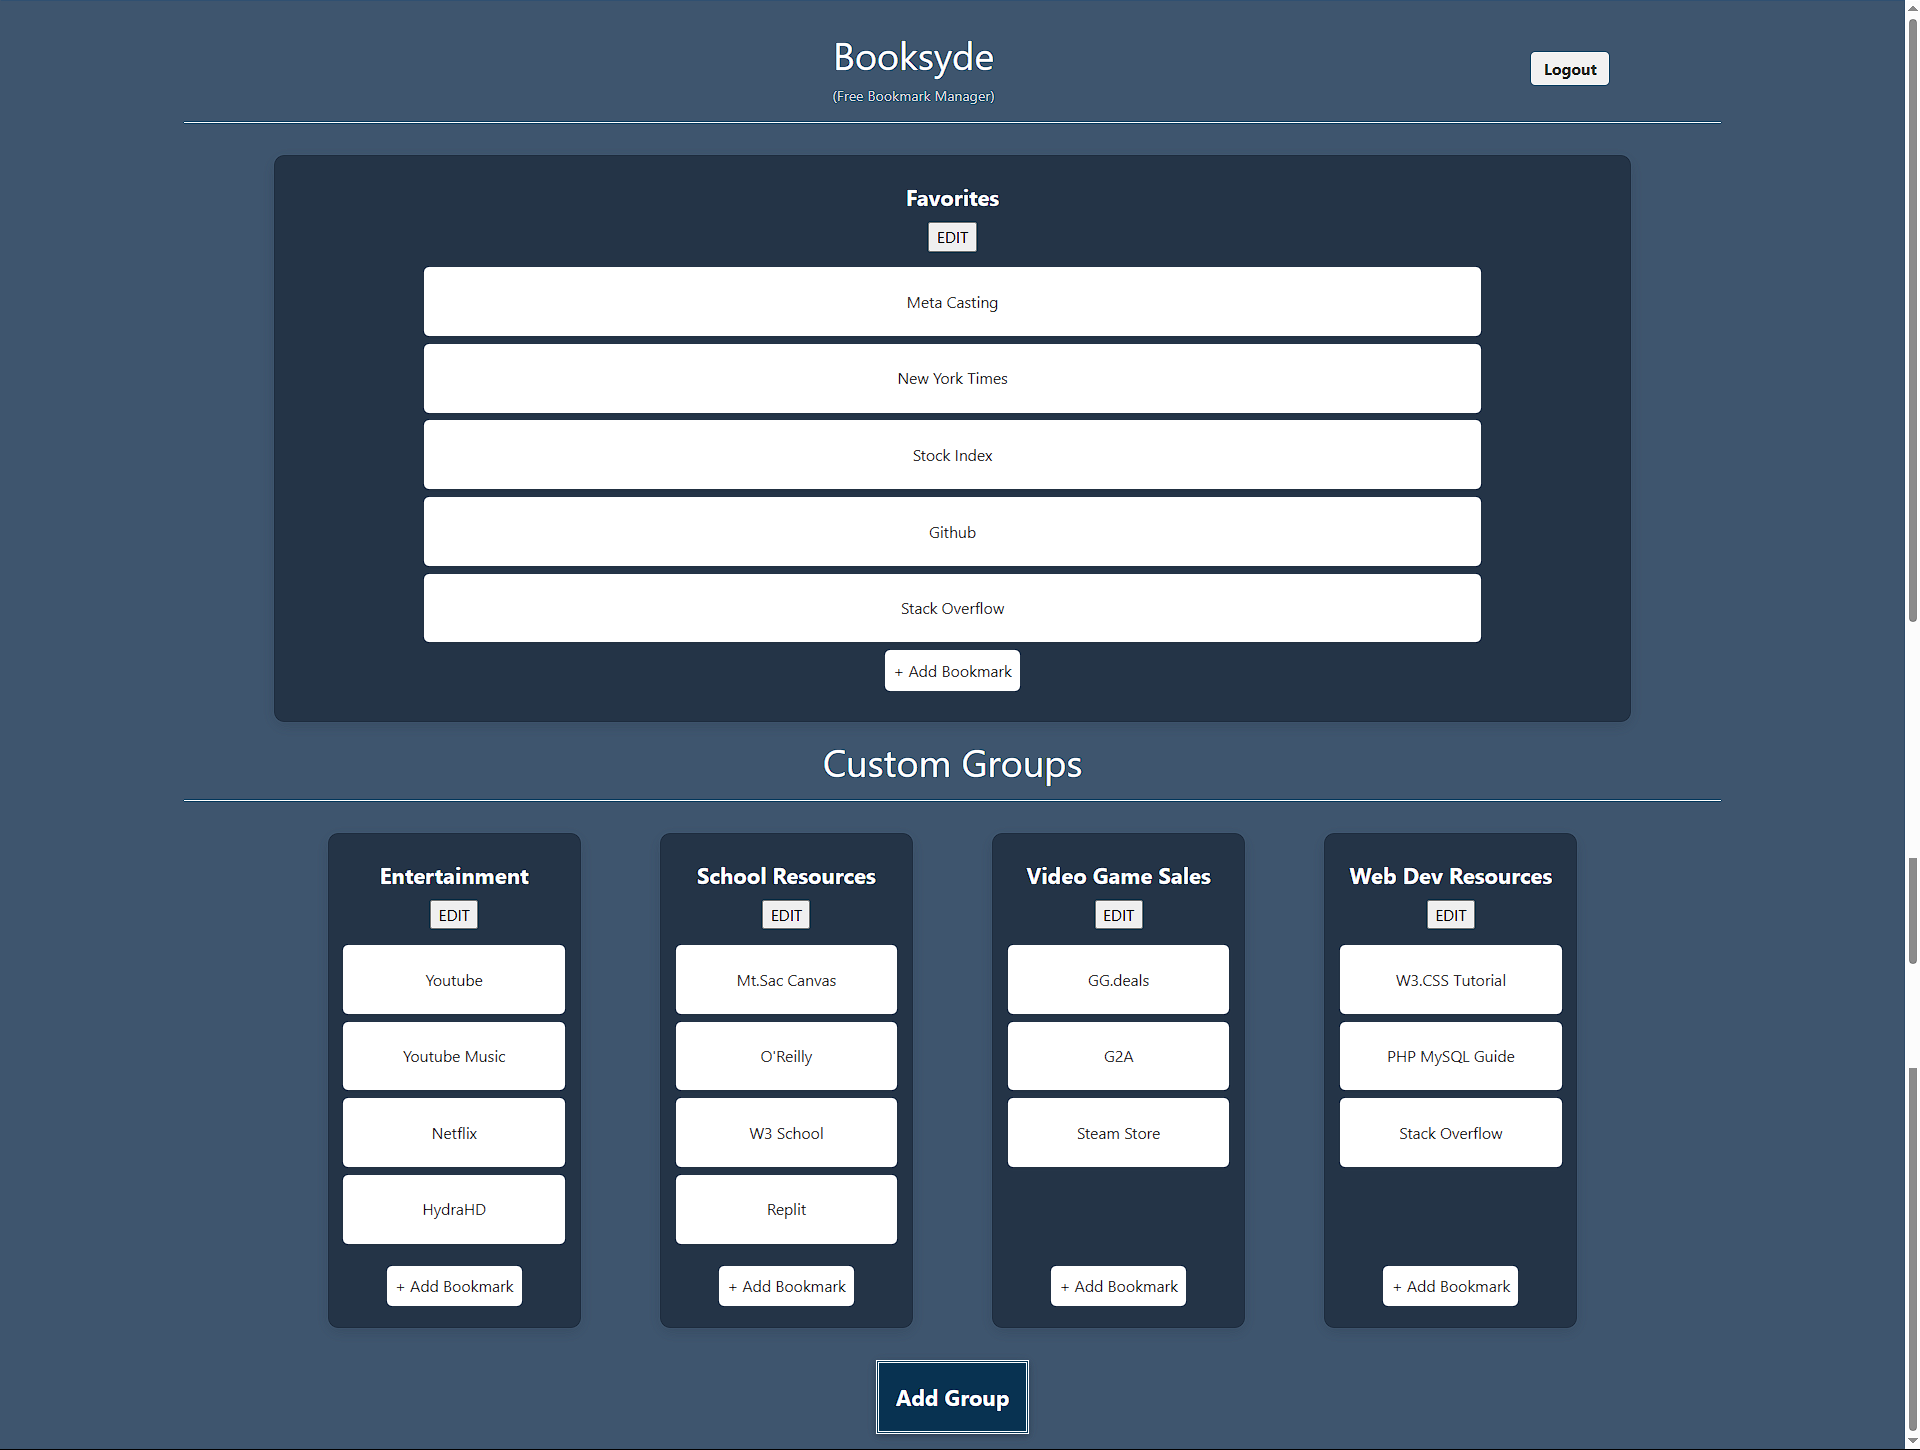 Booksyde
(Free Bookmark Manager)
Logout
Favorites
EDIT
Meta Casting
New York Times
Stock Index
Github
Stack Overflow
+ Add Bookmark
Custom Groups
Entertainment
EDIT
Youtube
Youtube Music
Netflix
HydraHD
+ Add Bookmark
School Resources
EDIT
Mt.Sac Canvas
O'Reilly
W3 School
Replit
+ Add Bookmark
Video Game Sales
EDIT
GG.deals
G2A
Steam Store
+ Add Bookmark
Web Dev Resources
EDIT
W3.CSS Tutorial
PHP MySQL Guide
Stack Overflow
+ Add Bookmark
Add Group